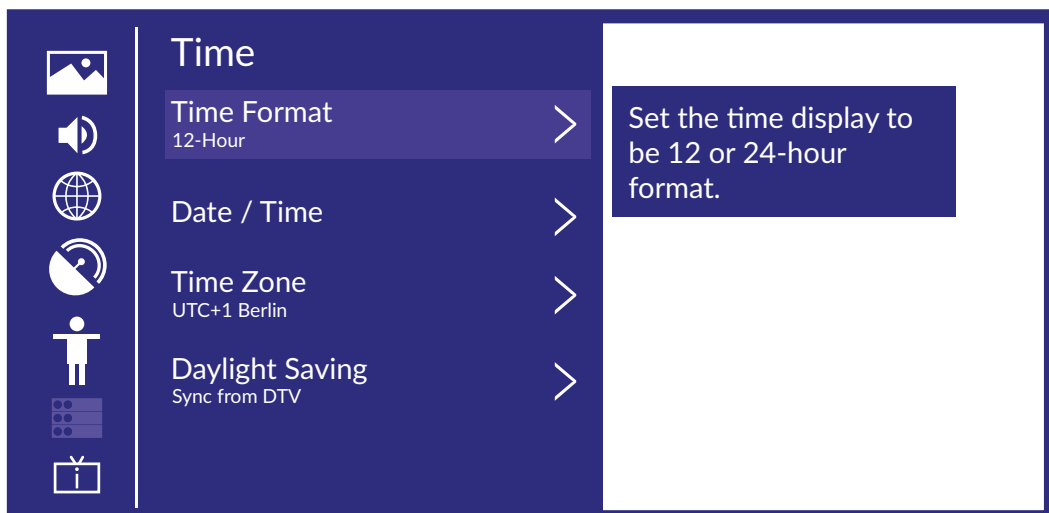 Time
Time Format
12-Hour
Date / Time
Time Zone
UTC+1 Berlin
Daylight Saving
Sync from DTV
Set the time display to
be 12 or 24-hour
format.
i